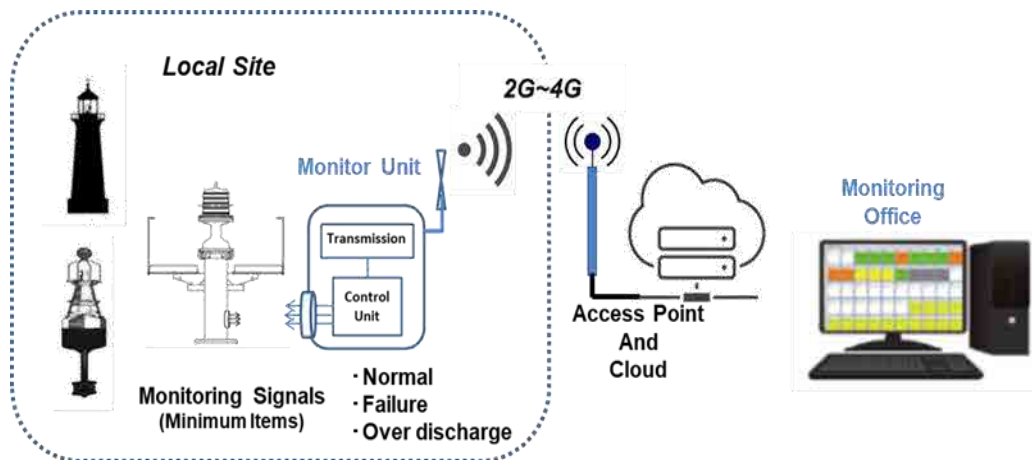 Local Site
2G~4G
Monitor Unit
Transmission
Control
Unit
Monitoring Signals
(Minimum Items)
· Normal
· Failure
· Over discharge
Access Point
And
Cloud
Monitoring
Office